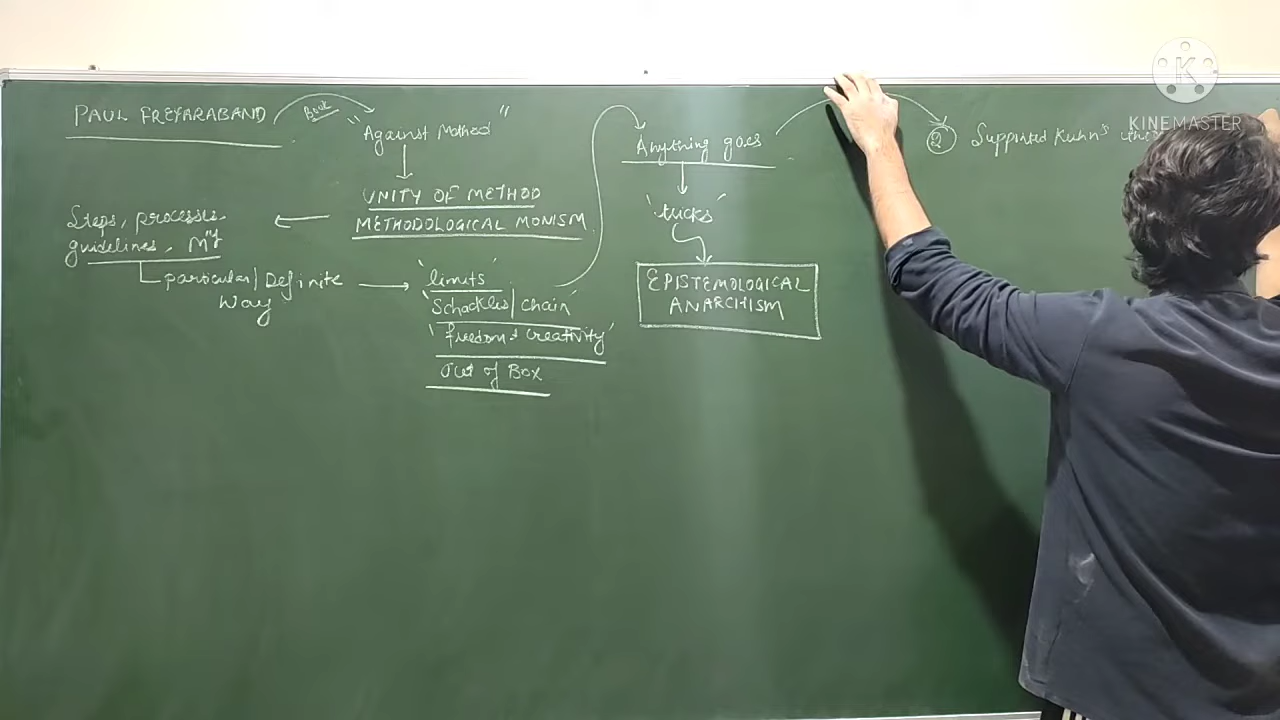 PAUL FREYARABAND
Book
"Against Mothed"
UNITY OF METHOD
METHODOLOGICAL MONISM
Steps, processes.
guidelines.
particular/Definite
Way
'limits'
'Schackles/chain'
'freedom & creativity'
Out of Box
Anything goes
'tricks'
EPISTEMOLOGICAL
ANARCHISM
② Supported Kuhn's
K
KINEMASTER